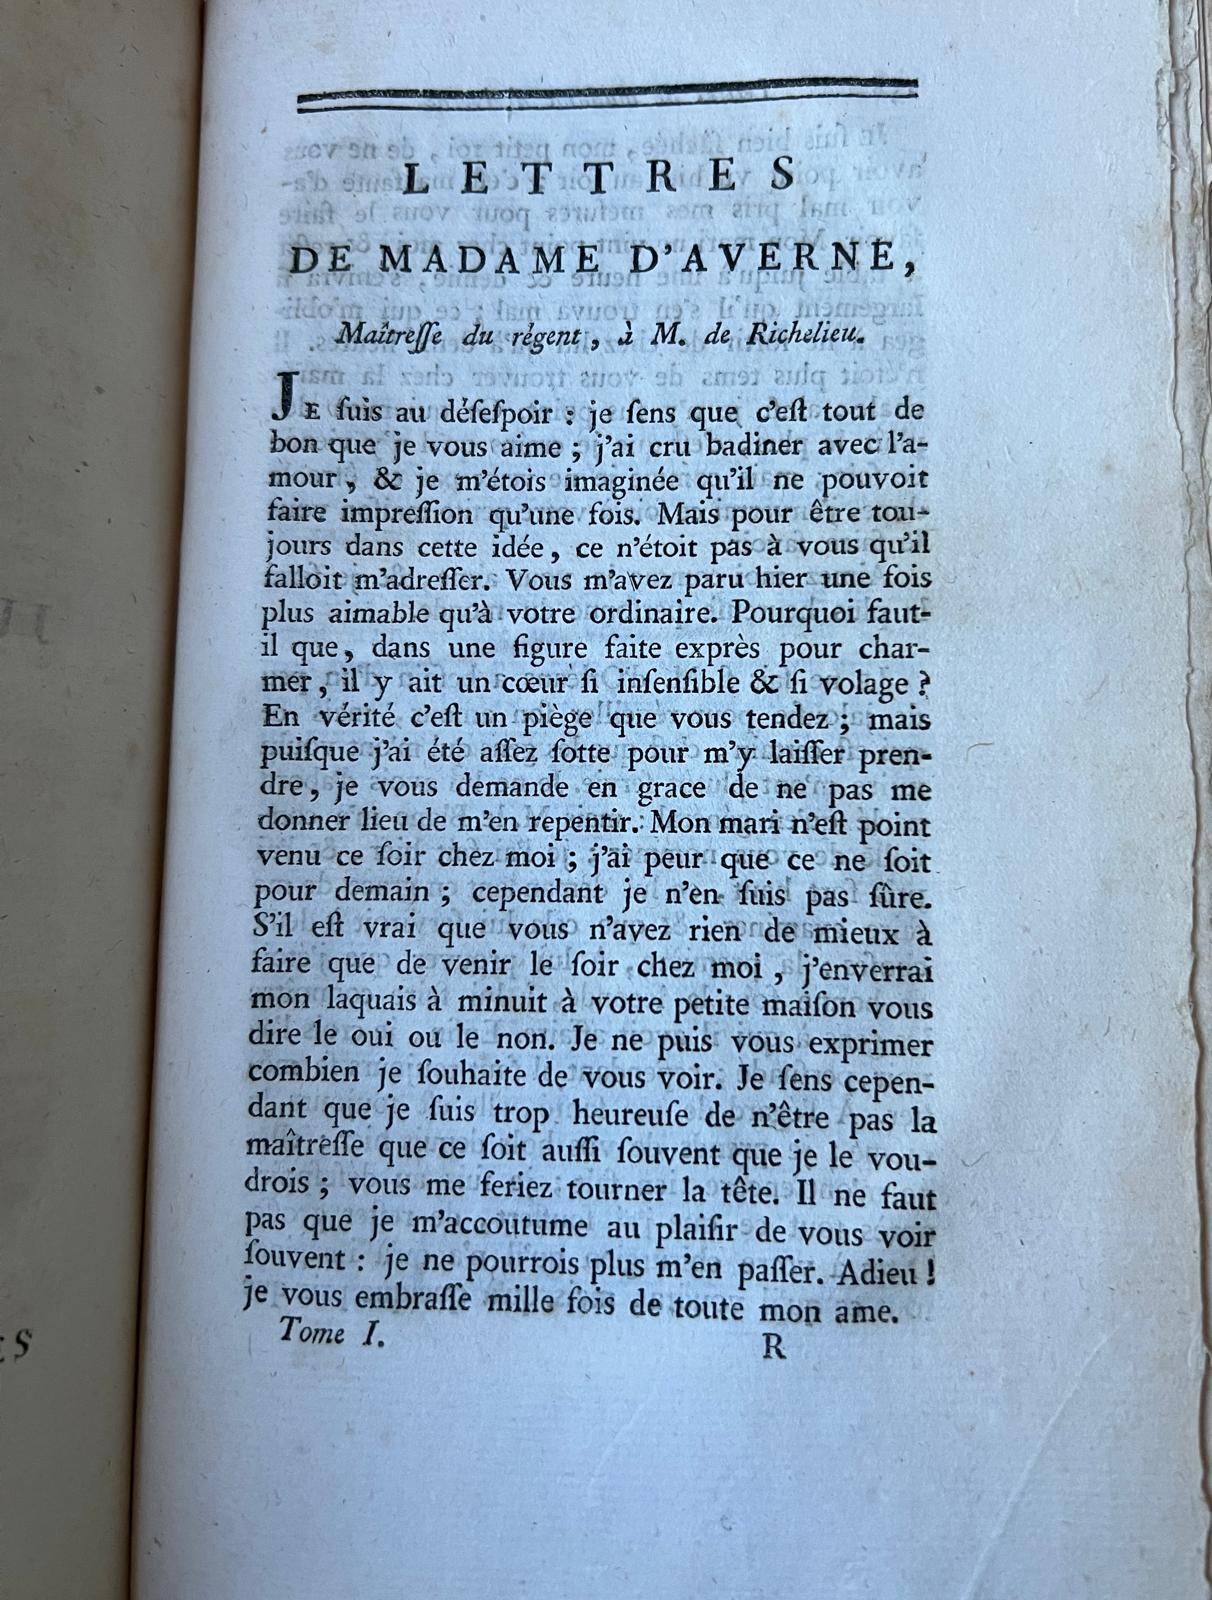 LETTRES
DE MADAME D'AVERNE,
Maîtreſſe du régent, à M. de Richelieu.
JE ſuis au déſeſpoir : je ſens que c'eſt tout de
bon que je vous aime ; j'ai cru badiner avec l'a-
mour, & je m'étois imaginée qu'il ne pouvoit
faire impreſſion qu'une fois. Mais pour être tou-
jours dans cette idée, ce n'étoit pas à vous qu'il
falloit m'adreſſer. Vous m'avez paru hier une fois
plus aimable qu'à votre ordinaire. Pourquoi faut-
il que, dans une figure faite exprès pour char-
mer, il y ait un cœur ſi inſenſible & ſi volage ?
En vérité c'eſt un piège que vous tendez ; mais
puiſque j'ai été aſſez ſotte pour m'y laiſſer pren-
dre, je vous demande en grace de ne pas me
donner lieu de m'en repentir. Mon mari n'eſt point
venu ce ſoir chez moi ; j'ai peur que ce ne ſoit
pour demain ; cependant je n'en ſuis pas ſûre.
S'il eſt vrai que vous n'avez rien de mieux à
faire que de venir le ſoir chez moi, j'enverrai
mon laquais à minuit à votre petite maiſon vous
dire le oui ou le non. Je ne puis vous exprimer
combien je ſouhaite de vous voir. Je ſens cepen-
dant que je ſuis trop heureuſe de n'être pas la
maîtreſſe que ce ſoit auſſi ſouvent que je le vou-
drois ; vous me feriez tourner la tête. Il ne faut
pas que je m'accoutume au plaiſir de vous voir
ſouvent : je ne pourrois plus m'en paſſer. Adieu !
je vous embraſſe mille fois de toute mon ame.
Tome I. R